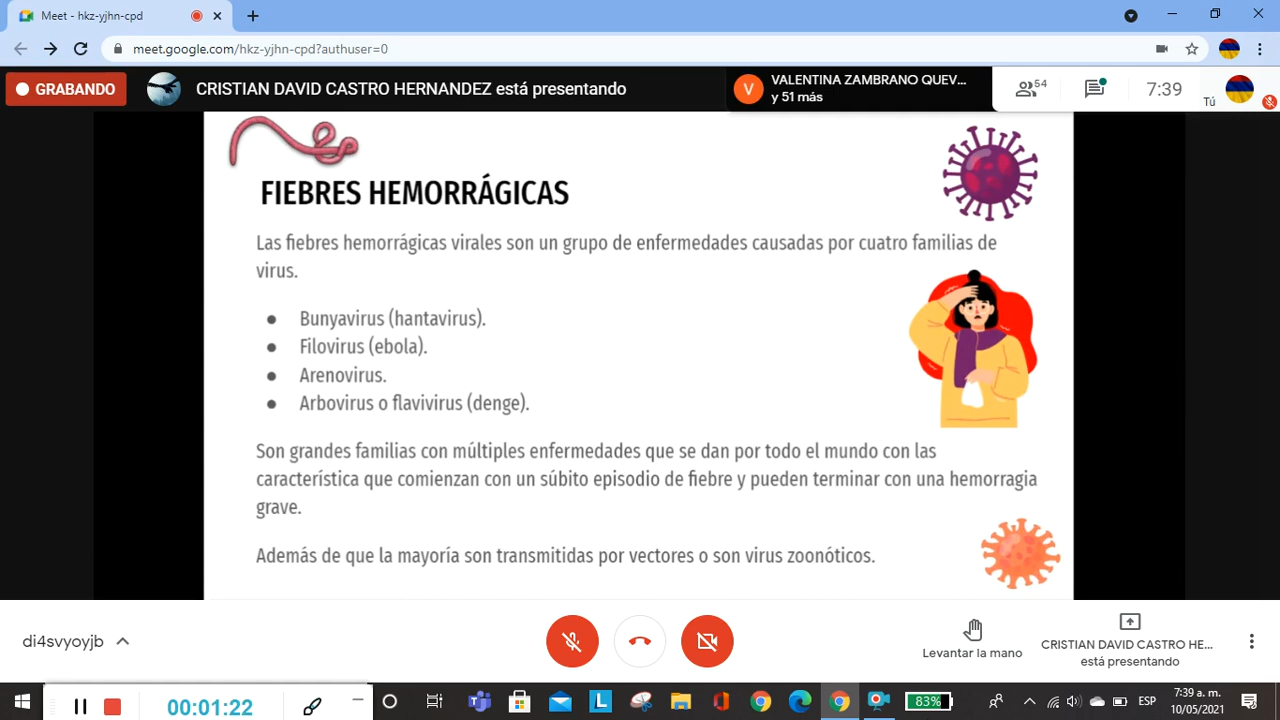 Meet - hkz-yjhn-cpd
meet.google.com/hkz-yjhn-cpd?authuser=0
GRABANDO
CRISTIAN DAVID CASTRO HERNANDEZ está presentando
V
VALENTINA ZAMBRANO QUEV...
y 51 más
54
7:39
Tú
FIEBRES HEMORRÁGICAS
Las fiebres hemorrágicas virales son un grupo de enfermedades causadas por cuatro familias de
virus.
● Bunyavirus (hantavirus).
● Filovirus (ebola).
● Arenovirus.
● Arbovirus o flavivirus (denge).
Son grandes familias con múltiples enfermedades que se dan por todo el mundo con las
característica que comienzan con un súbito episodio de fiebre y pueden terminar con una hemorragia
grave.
Además de que la mayoría son transmitidas por vectores o son virus zoonóticos.
di4svyoyjb
Levantar la mano
CRISTIAN DAVID CASTRO HE...
está presentando
00:01:22
L
83%
ESP
7:39 a. m.
10/05/2021